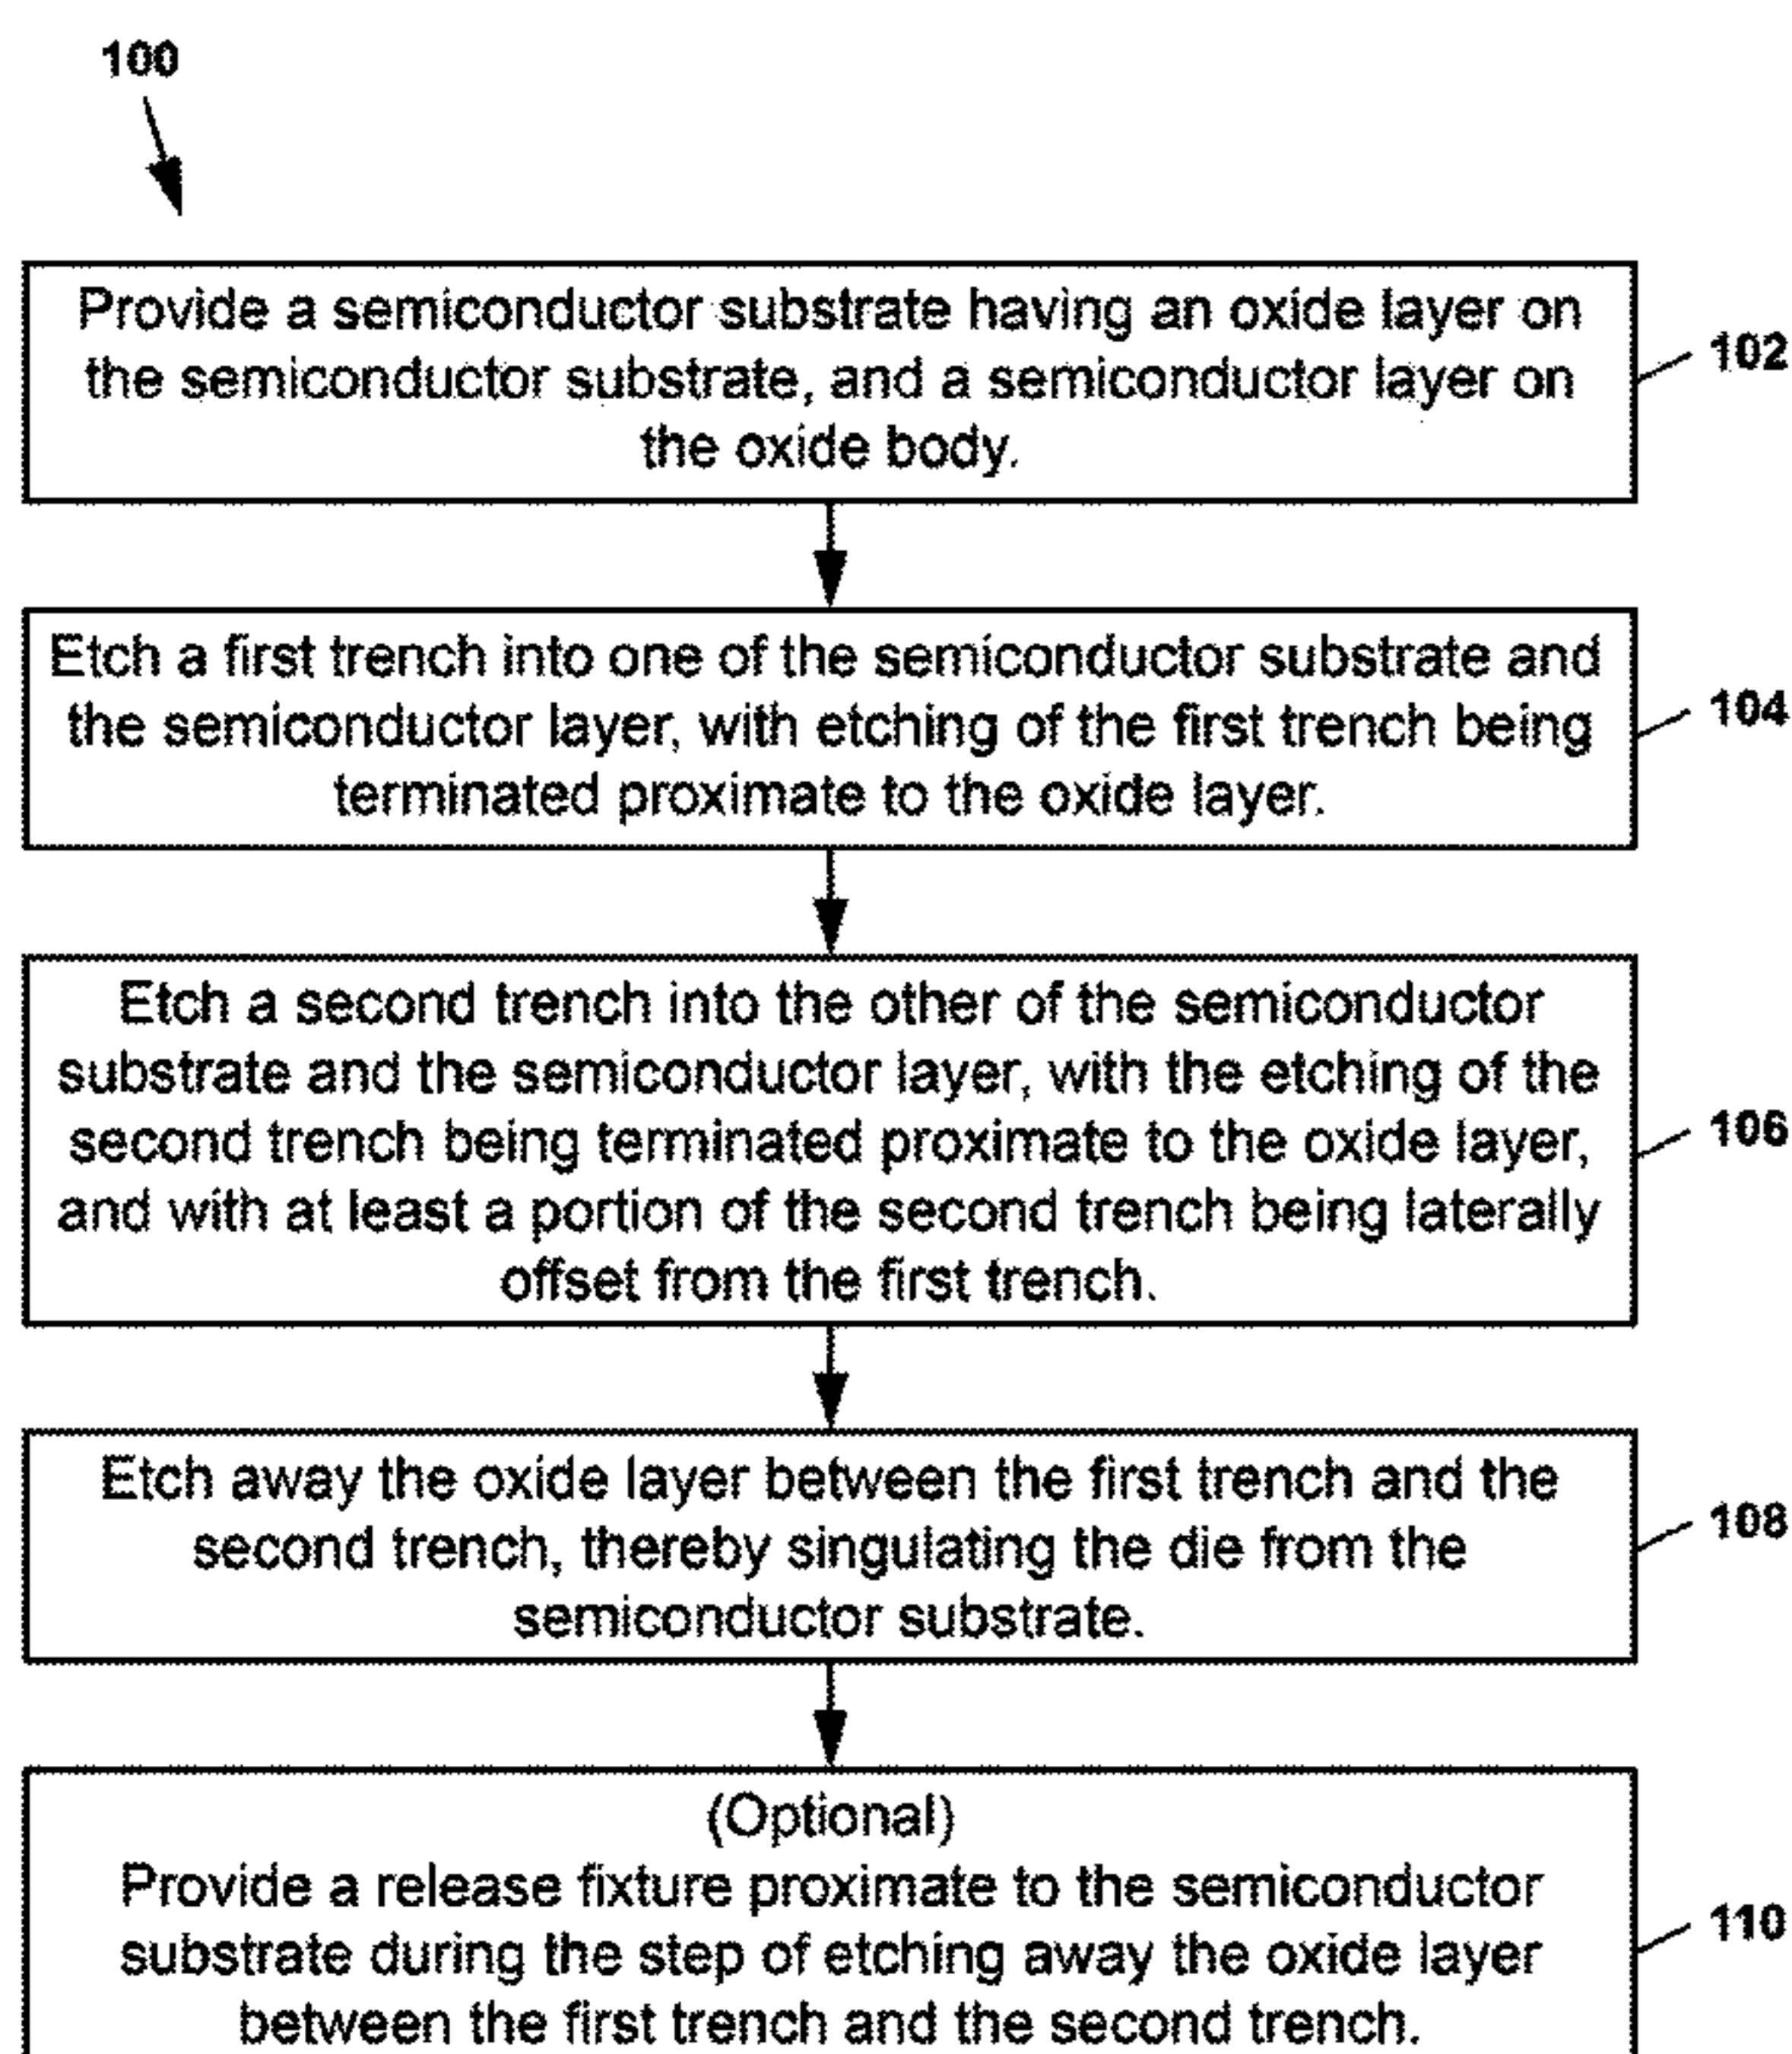 100
Provide a semiconductor substrate having an oxide layer on
the semiconductor substrate, and a semiconductor layer on
the oxide body.
102
Etch a first trench into one of the semiconductor substrate and
the semiconductor layer, with etching of the first trench being
terminated proximate to the oxide layer.
104
Etch a second trench into the other of the semiconductor
substrate and the semiconductor layer, with the etching of the
second trench being terminated proximate to the oxide layer,
and with at least a portion of the second trench being laterally
offset from the first trench.
106
Etch away the oxide layer between the first trench and the
second trench, thereby singulating the die from the
semiconductor substrate.
108
(Optional)
Provide a release fixture proximate to the semiconductor
substrate during the step of etching away the oxide layer
between the first trench and the second trench.
110